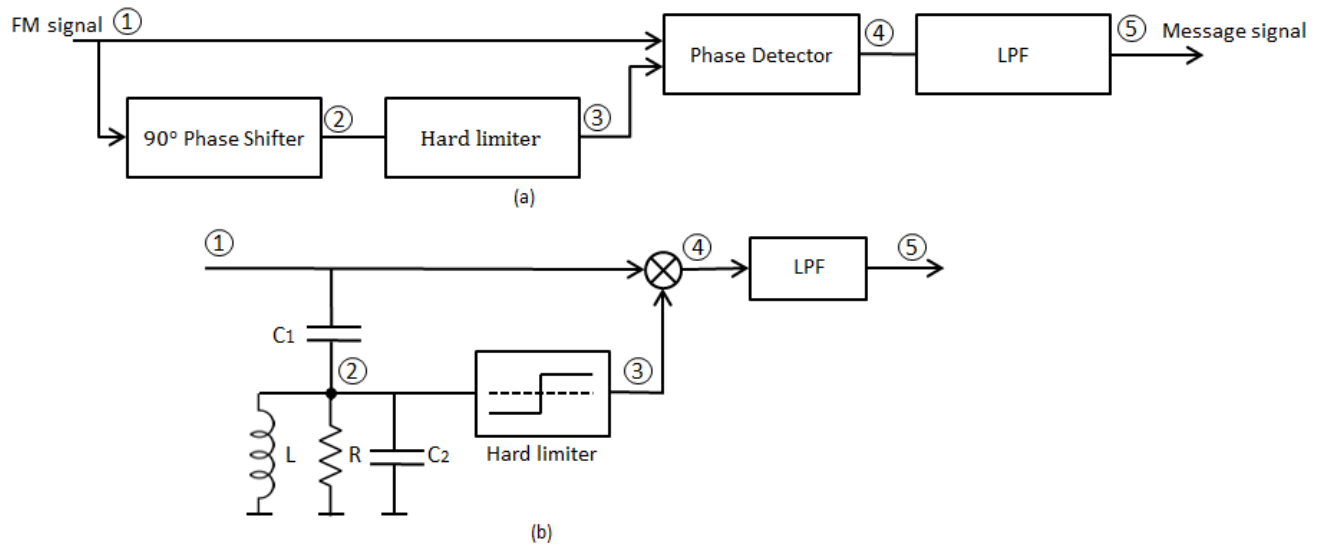 FM signal ① ④ ⑤ Message signal
Phase Detector LPF
90° Phase Shifter ② Hard limiter ③
(a)
① ④ LPF ⑤
C1
② ③
L R C2 Hard limiter
(b)